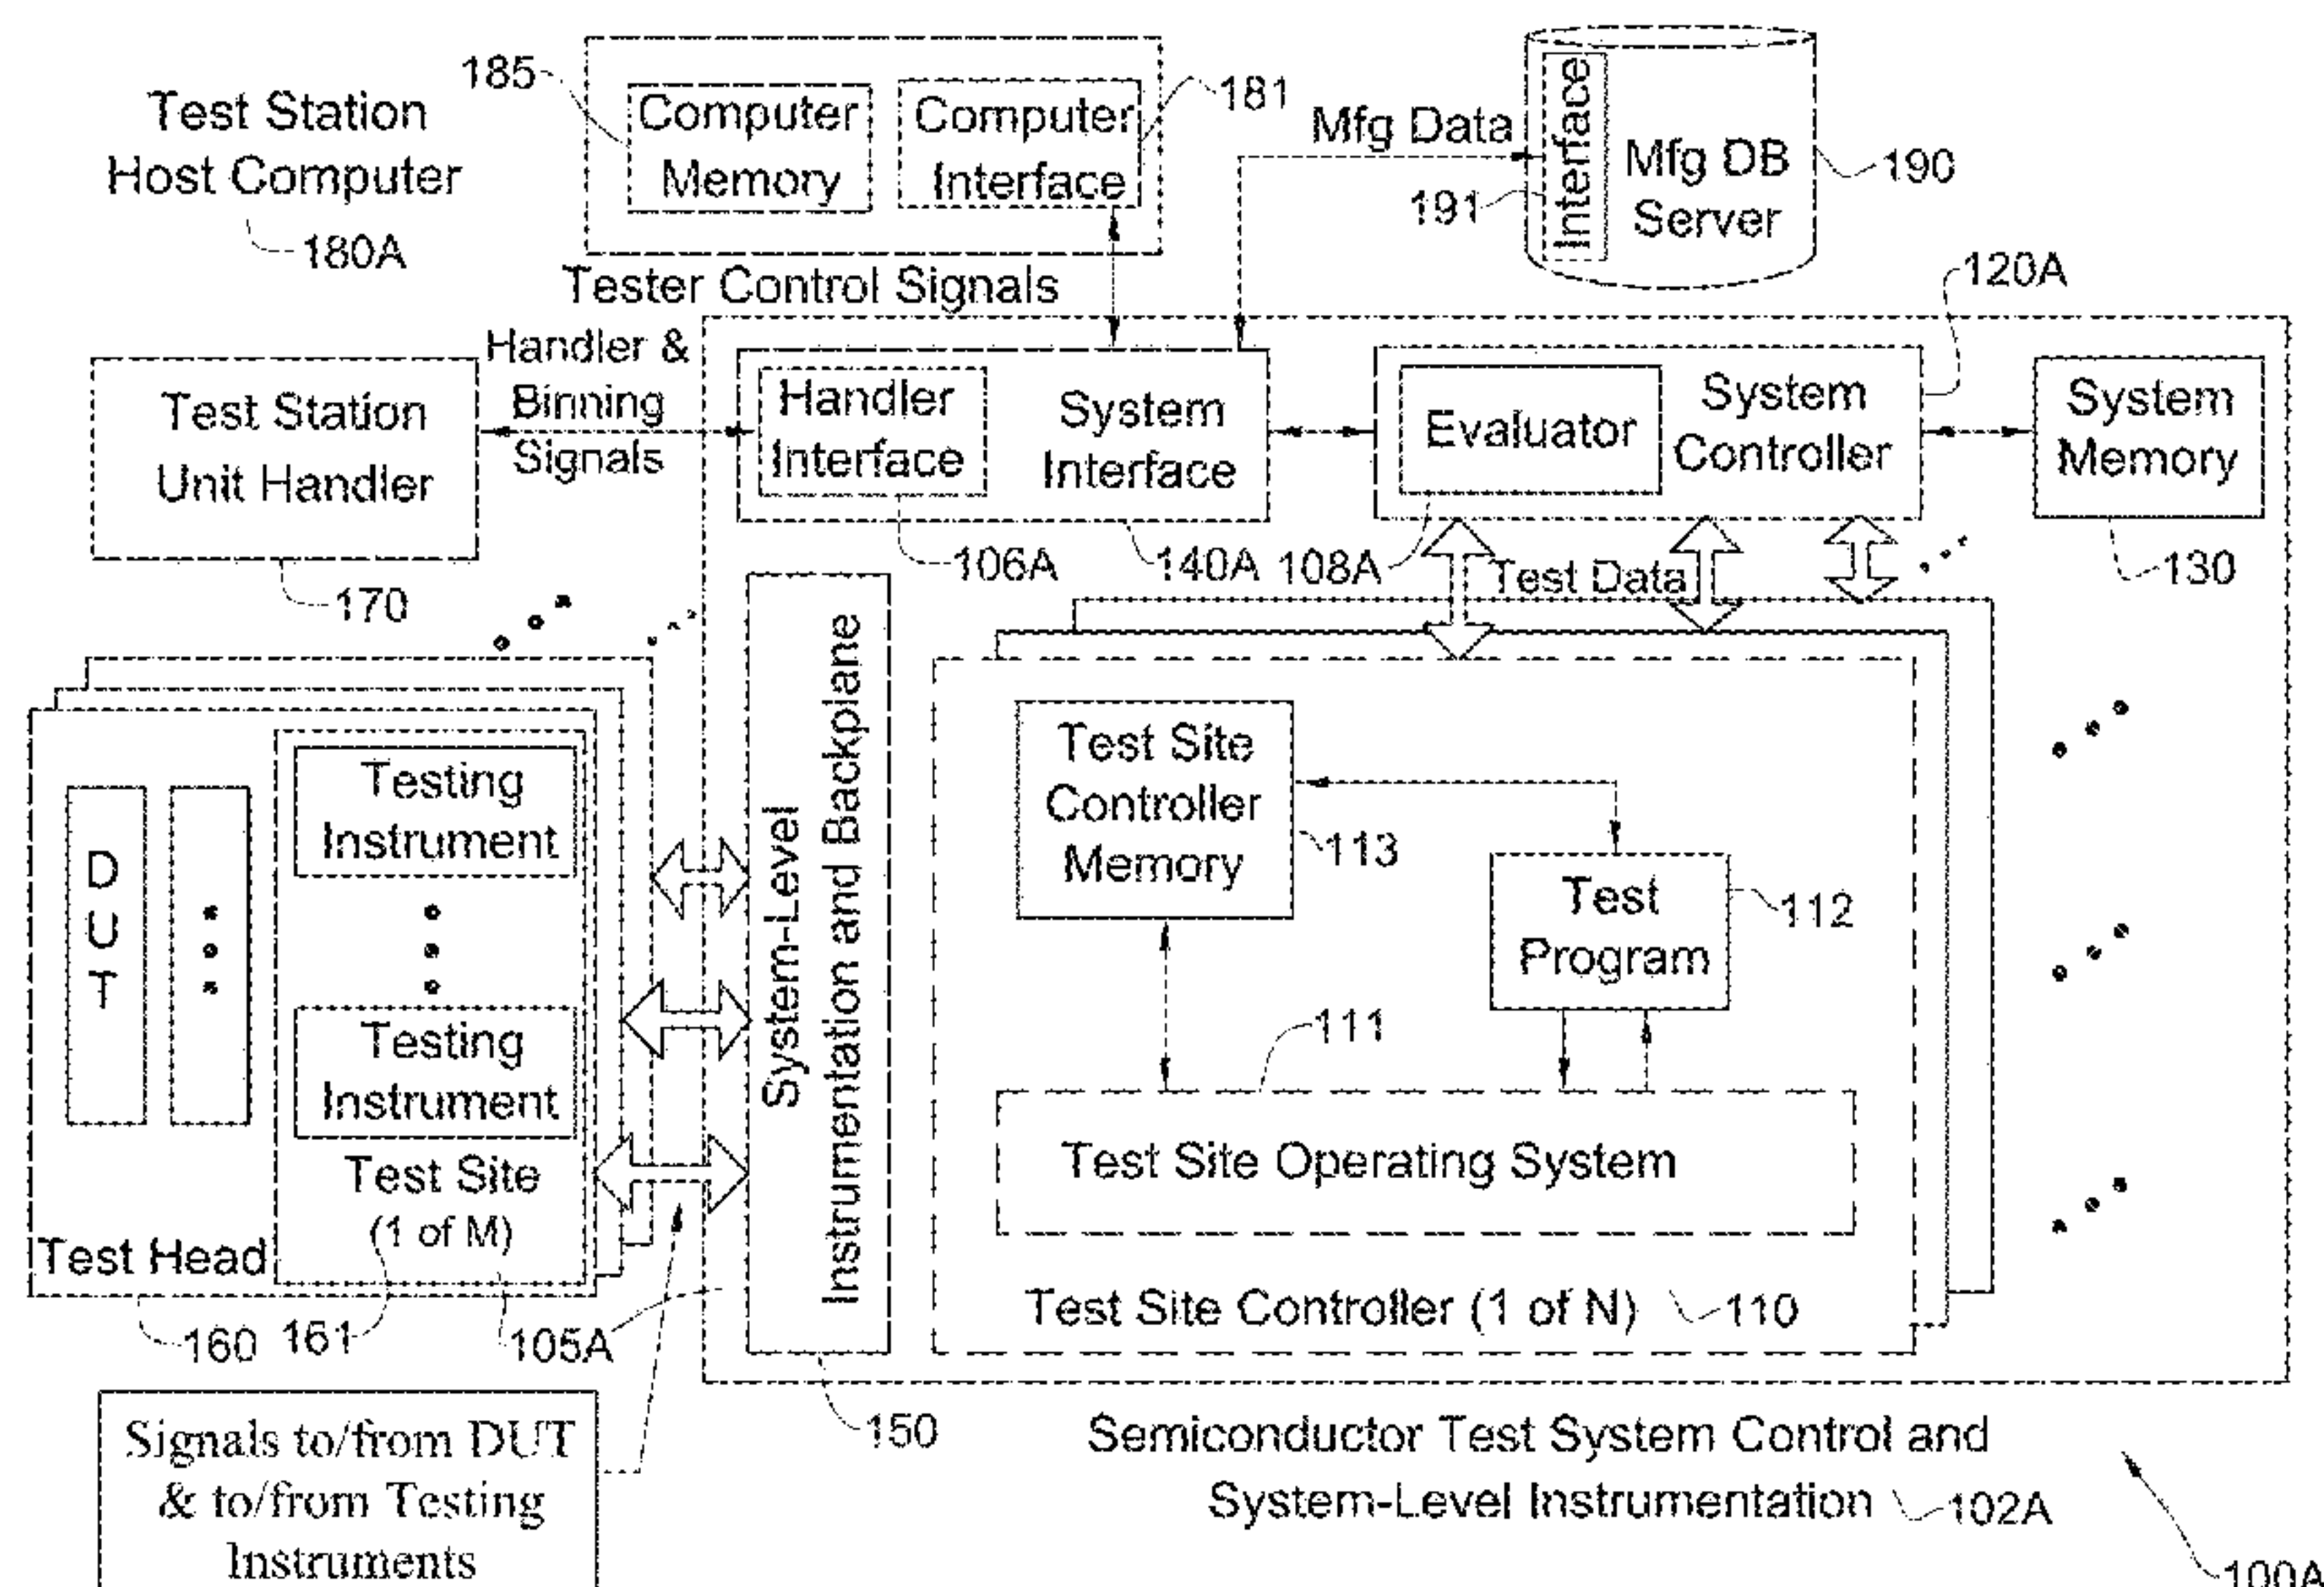 Test Station
Host Computer
180A
185
Computer
Memory
Computer
Interface
181
Mfg Data
191
Interface
Mfg DB
Server
190
Tester Control Signals
120A
Test Station
Unit Handler
170
Handler &
Binning
Signals
Handler
Interface
106A
System
Interface
140A
108A
Evaluator
System
Controller
System
Memory
130
Test Data
D
U
T
Testing
Instrument
Testing
Instrument
Test Site
(1 of M)
Test Head
160
161
105A
System-Level
Instrumentation and Backplane
150
Test Site
Controller
Memory
113
Test
Program
112
111
Test Site Operating System
Test Site Controller (1 of N)
110
Signals to/from DUT
& to/from Testing
Instruments
Semiconductor Test System Control and
System-Level Instrumentation
102A
100A